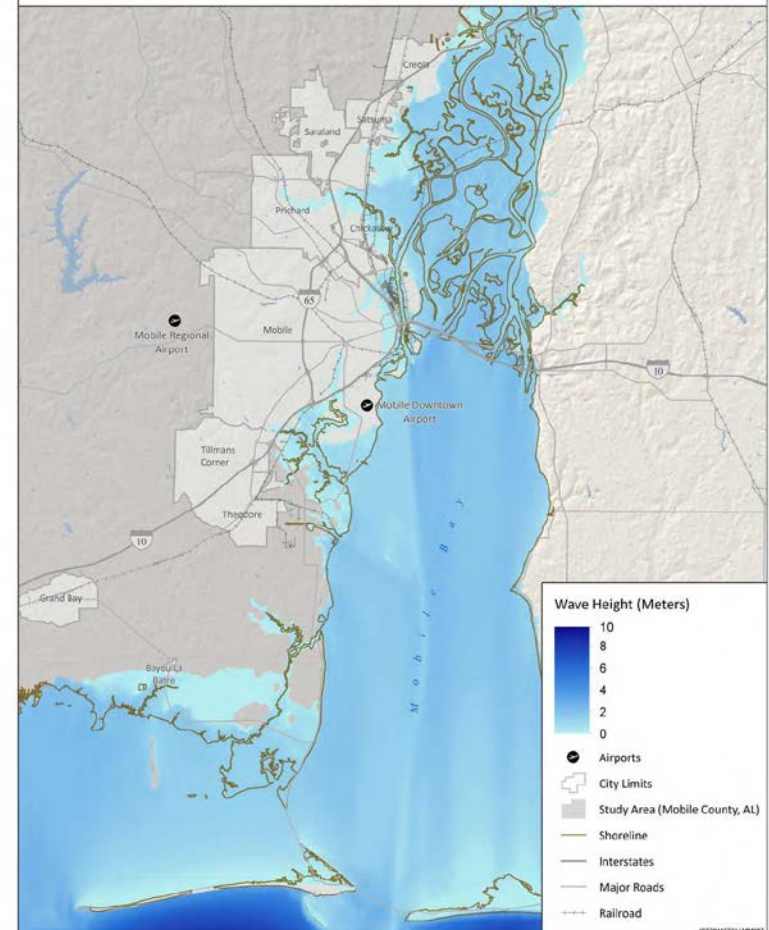 Creola
Satsuma
Saraland
Prichard
Chickasaw
65
Mobile
Mobile Regional
Airport
10
Mobile Downtown
Airport
Tillmans
Corner
Theodore
10
Mobile Bay
Grand Bay
Bayou La
Batre
Wave Height (Meters)
10
8
6
4
2
0
Airports
City Limits
Study Area (Mobile County, AL)
Shoreline
Interstates
Major Roads
Railroad